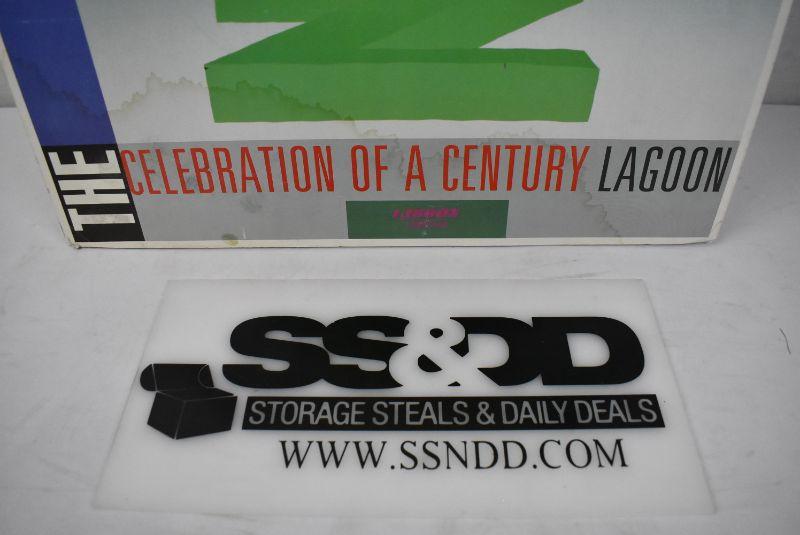 THE
CELEBRATION OF A CENTURY LAGOON
SS&DD
STORAGE STEALS & DAILY DEALS
WWW.SSNDD.COM